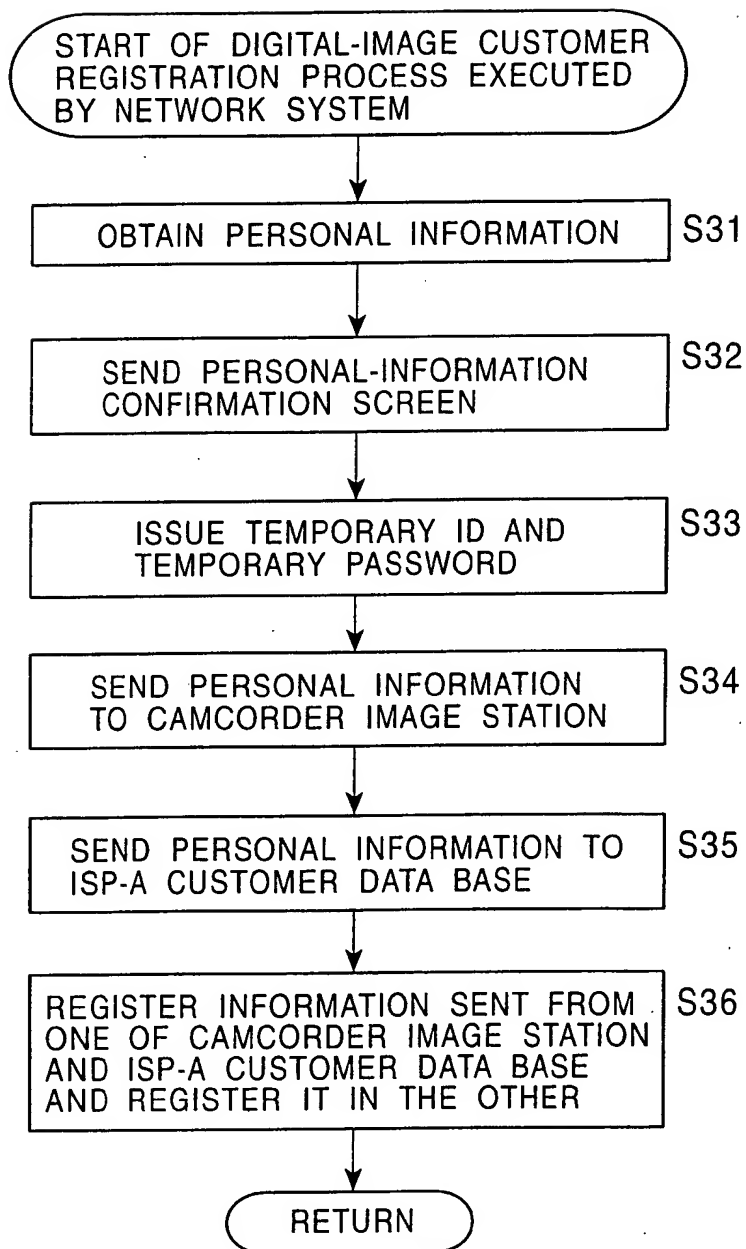 START OF DIGITAL-IMAGE CUSTOMER
REGISTRATION PROCESS EXECUTED
BY NETWORK SYSTEM
OBTAIN PERSONAL INFORMATION
S31
SEND PERSONAL-INFORMATION
CONFIRMATION SCREEN
S32
ISSUE TEMPORARY ID AND
TEMPORARY PASSWORD
S33
SEND PERSONAL INFORMATION
TO CAMCORDER IMAGE STATION
S34
SEND PERSONAL INFORMATION TO
ISP-A CUSTOMER DATA BASE
S35
REGISTER INFORMATION SENT FROM
ONE OF CAMCORDER IMAGE STATION
AND ISP-A CUSTOMER DATA BASE
AND REGISTER IT IN THE OTHER
S36
RETURN